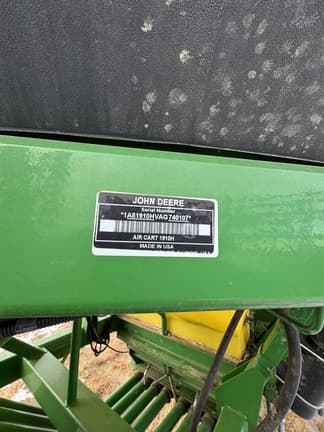 JOHN DEERE
Serial Number
*1A81910HVAG740107*
AIR CART 1910H
MADE IN USA